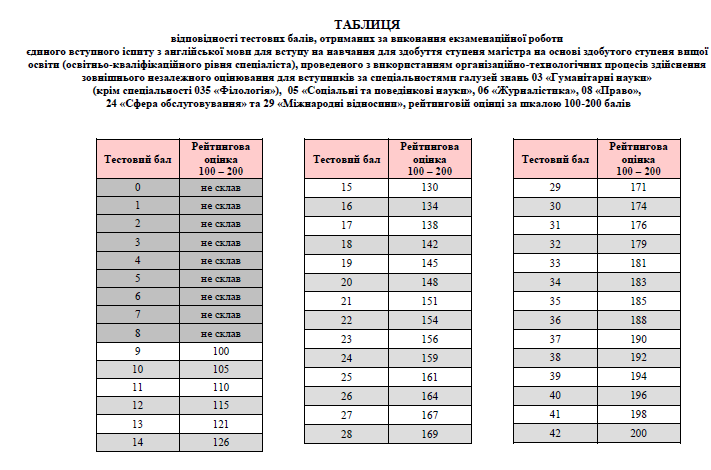 ТАБЛИЦЯ
відповідності тестових балів, отриманих за виконання екзаменаційної роботи
єдиного вступного іспиту з англійської мови для вступу на навчання для здобуття ступеня магістра на основі здобутого ступеня вищої
освіти (освітньо-кваліфікаційного рівня спеціаліста), проведеного з використанням організаційно-технологічних процесів здійснення
зовнішнього незалежного оцінювання для вступників за спеціальностями галузей знань 03 «Гуманітарні науки»
(крім спеціальності 035 «Філологія»), 05 «Соціальні та поведінкові науки», 06 «Журналістика», 08 «Право»,
24 «Сфера обслуговування» та 29 «Міжнародні відносини», рейтинговій оцінці за шкалою 100-200 балів
Тестовий бал Рейтингова
оцінка
100 – 200
0 не склав
1 не склав
2 не склав
3 не склав
4 не склав
5 не склав
6 не склав
7 не склав
8 не склав
9 100
10 105
11 110
12 115
13 121
14 126
Тестовий бал Рейтингова
оцінка
100 – 200
15 130
16 134
17 138
18 142
19 145
20 148
21 151
22 154
23 156
24 159
25 161
26 164
27 167
28 169
Тестовий бал Рейтингова
оцінка
100 – 200
29 171
30 174
31 176
32 179
33 181
34 183
35 185
36 188
37 190
38 192
39 194
40 196
41 198
42 200